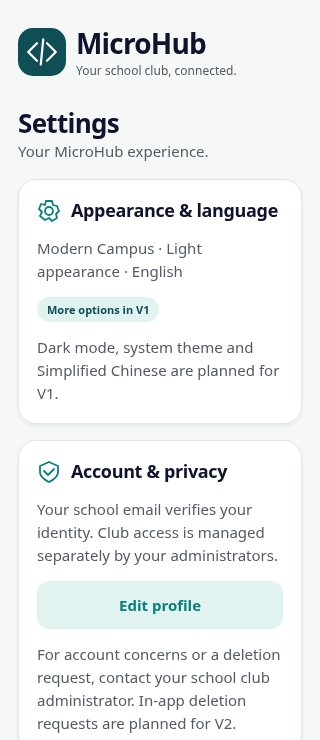 MicroHub
Your school club, connected.
Settings
Your MicroHub experience.
Appearance & language
Modern Campus · Light
appearance · English
More options in V1
Dark mode, system theme and
Simplified Chinese are planned for
V1.
Account & privacy
Your school email verifies your
identity. Club access is managed
separately by your administrators.
Edit profile
For account concerns or a deletion
request, contact your school club
administrator. In-app deletion
requests are planned for V2.